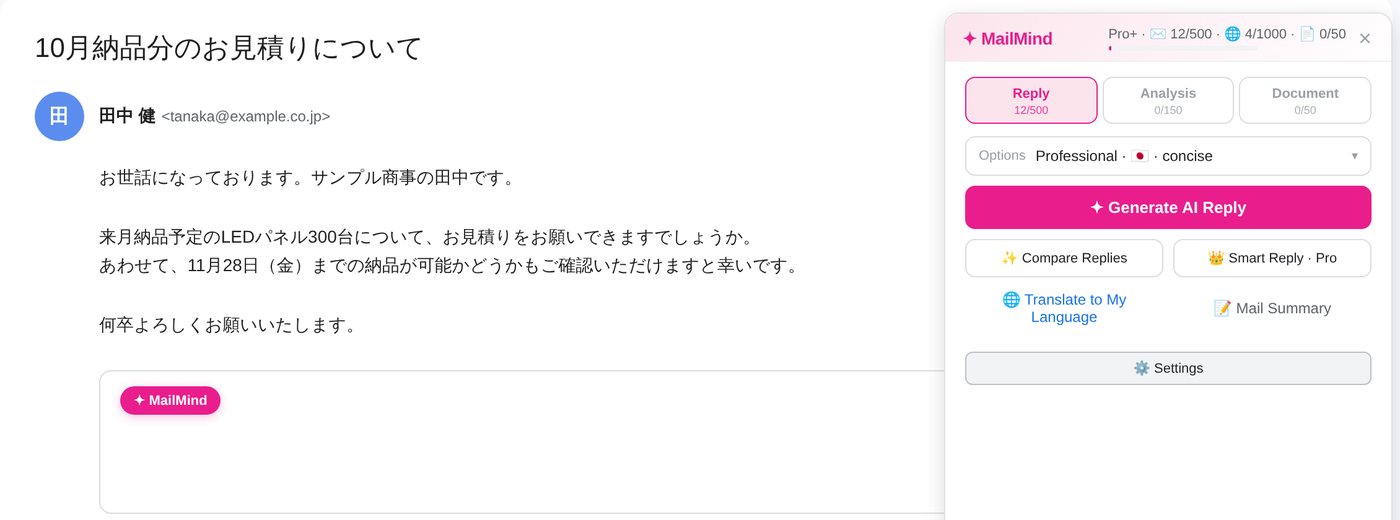 10月納品分のお見積りについて
田
田中 健 <tanaka@example.co.jp>
お世話になっております。サンプル商事の田中です。
来月納品予定のLEDパネル300台について、お見積りをお願いできますでしょうか。
あわせて、11月28日（金）までの納品が可能かどうかもご確認いただけますと幸いです。
何卒よろしくお願いいたします。
✦ MailMind
✦ MailMind
Pro+ · ✉️ 12/500 · 🌐 4/1000 · 📄 0/50 ✕
Reply
12/500
Analysis
0/150
Document
0/50
Options Professional · 🇯🇵 · concise ▾
✦ Generate AI Reply
✨ Compare Replies
👑 Smart Reply · Pro
🌐 Translate to My
Language
📝 Mail Summary
⚙️ Settings